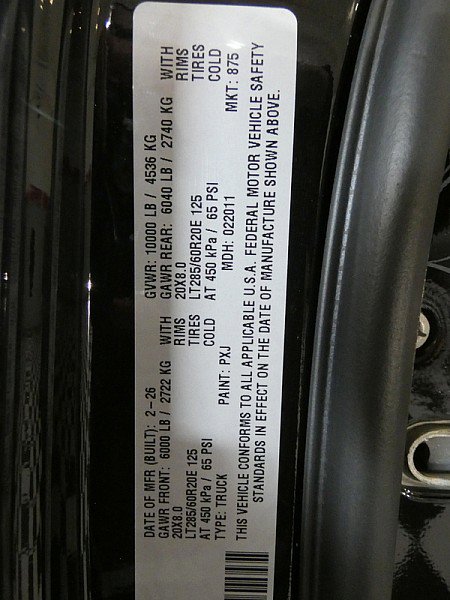 DATE OF MFR (BUILT): 2-26 GVWR: 10000 LB / 4536 KG
GAWR FRONT: 6000 LB / 2722 KG WITH GAWR REAR: 6040 LB / 2740 KG WITH
20X8.0 RIMS 20X8.0 RIMS
LT285/60R20E 125 TIRES LT285/60R20E 125 TIRES
AT 450 kPa / 65 PSI COLD AT 450 kPa / 65 PSI COLD
TYPE: TRUCK PAINT: PXJ MDH: 022011 MKT: 875
THIS VEHICLE CONFORMS TO ALL APPLICABLE U.S.A. FEDERAL MOTOR VEHICLE SAFETY
STANDARDS IN EFFECT ON THE DATE OF MANUFACTURE SHOWN ABOVE.